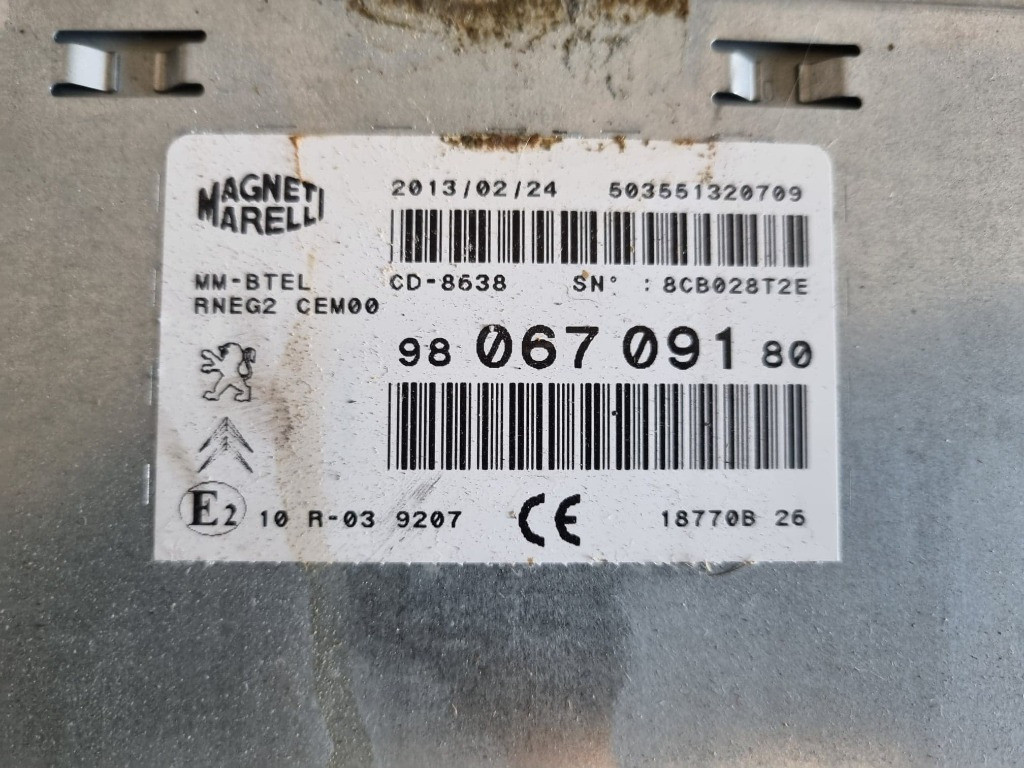 MAGNETI
MARELLI
2013/02/24 503551320709
MM-BTEL CD-8638 SN° : 8CB028T2E
RNEG2 CEM00
98 067 091 80
E2 10 R-03 9207 CE 18770B 26